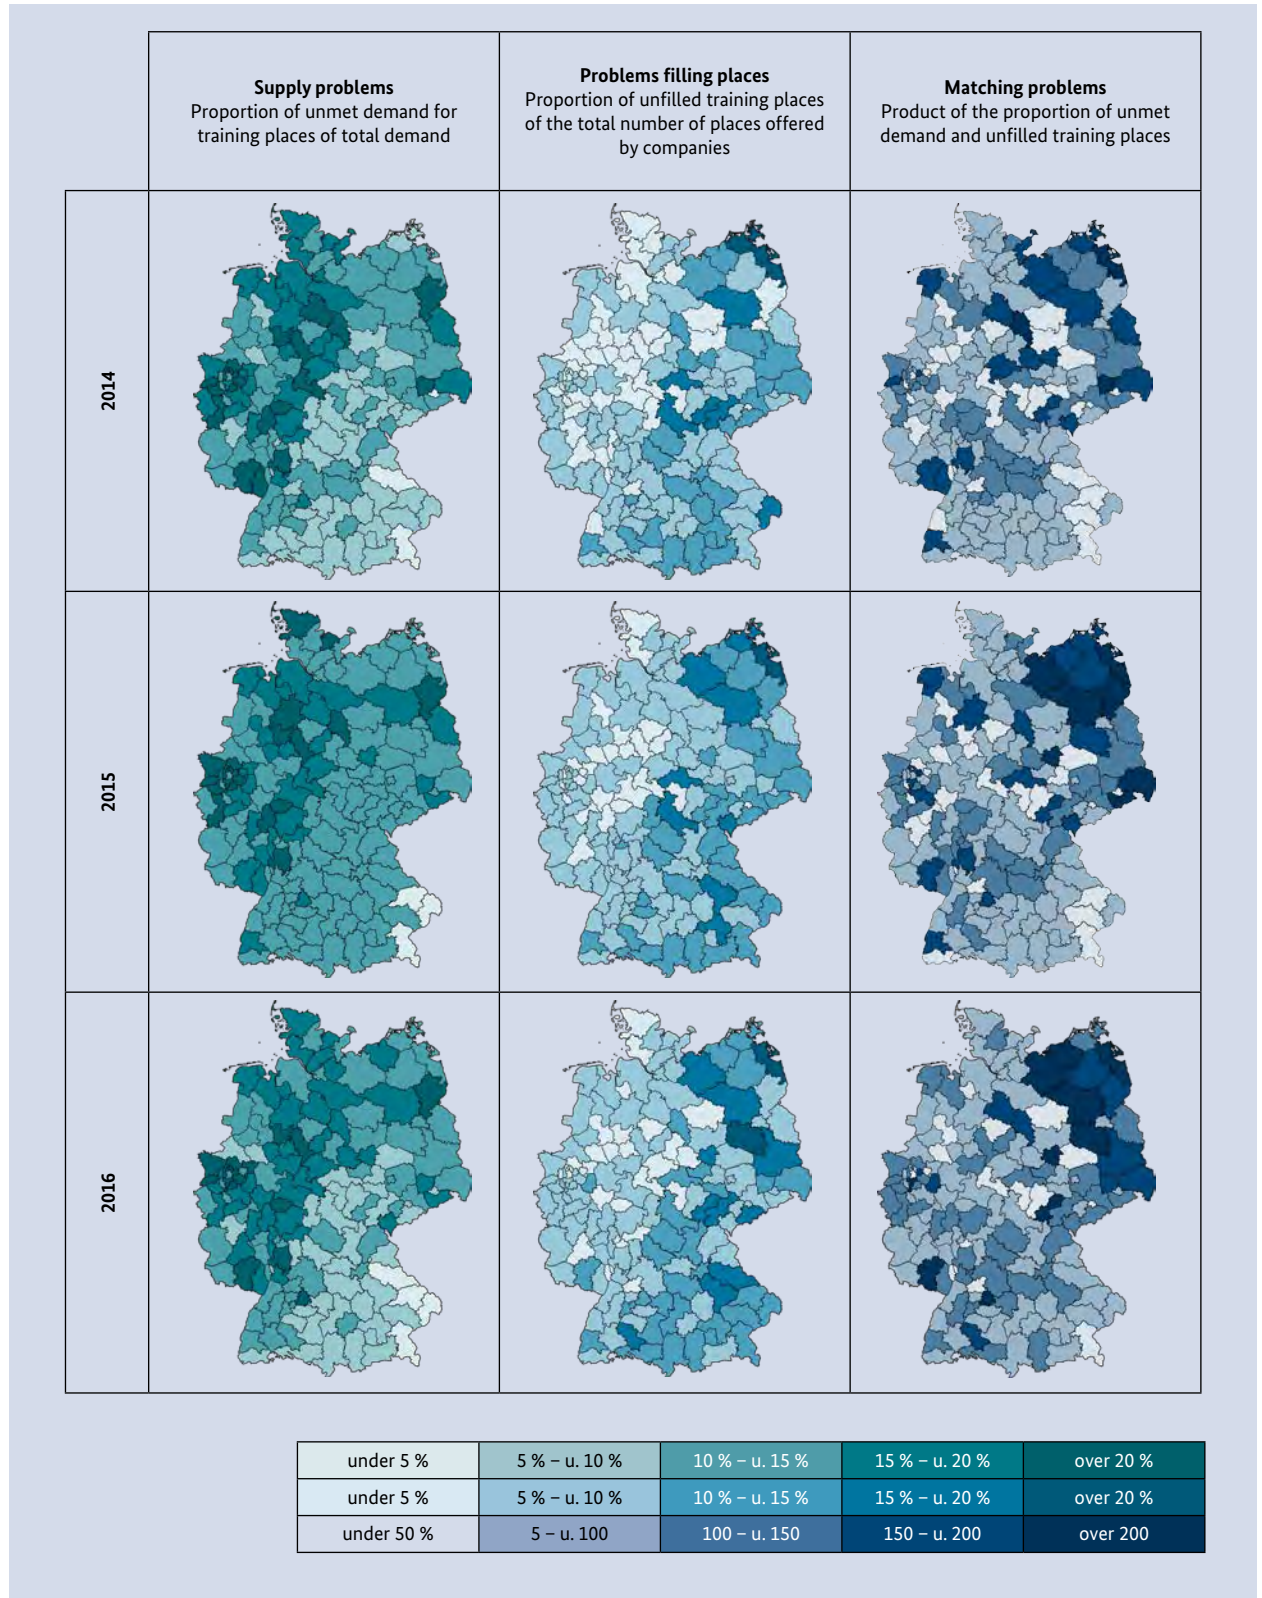 Supply problems
Proportion of unmet demand for
training places of total demand
Problems filling places
Proportion of unfilled training places
of the total number of places offered
by companies
Matching problems
Product of the proportion of unmet
demand and unfilled training places
2014
2015
2016
under 5 % 5 % – u. 10 % 10 % – u. 15 % 15 % – u. 20 % over 20 %
under 5 % 5 % – u. 10 % 10 % – u. 15 % 15 % – u. 20 % over 20 %
under 50 % 5 – u. 100 100 – u. 150 150 – u. 200 over 200